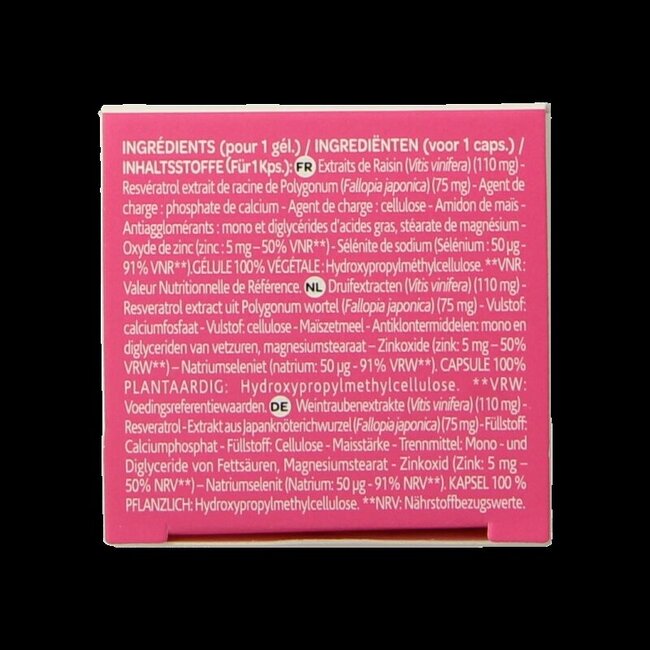 INGRÉDIENTS (pour 1 gél.) / INGREDIËNTEN (voor 1 caps.) /
INHALTSSTOFFE (Für 1 Kps.): FR Extraits de Raisin (Vitis vinifera) (110 mg) -
Resvératrol extrait de racine de Polygonum (Fallopia japonica) (75 mg) - Agent de
charge : phosphate de calcium - Agent de charge : cellulose - Amidon de maïs -
Antiagglomérants : mono et diglycérides d'acides gras, stéarate de magnésium -
Oxyde de zinc (zinc : 5 mg – 50% VNR**) - Sélénite de sodium (Sélénium : 50 µg -
91% VNR**). GÉLULE 100% VÉGÉTALE : Hydroxypropylméthylcellulose. **VNR:
Valeur Nutritionnelle de Référence. NL Druifextracten (Vitis vinifera) (110 mg) -
Resveratrol extract uit Polygonum wortel (Fallopia japonica) (75 mg) - Vulstof:
calciumfosfaat - Vulstof: cellulose - Maïszetmeel - Antiklontermiddelen: mono en
diglyceriden van vetzuren, magnesiumstearaat - Zinkoxide (zink: 5 mg – 50%
VRW**) – Natriumseleniet (natrium: 50 µg - 91% VRW**). CAPSULE 100%
PLANTAARDIG: Hydroxypropylmethylcellulose. **VRW:
Voedingsreferentiewaarden. DE Weintraubenextrakte (Vitis vinifera) (110 mg) -
Resveratrol - Extrakt aus Japanknöterichwurzel (Fallopia japonica) (75 mg) - Füllstoff:
Calciumphosphat - Füllstoff: Cellulose - Maisstärke - Trennmittel: Mono - und
Diglyceride von Fettsäuren, Magnesiumstearat - Zinkoxid (Zink: 5 mg –
50% NRV**) – Natriumselenit (Natrium: 50 µg - 91% NRV**). KAPSEL 100 %
PFLANZLICH: Hydroxypropylmethylcellulose. **NRV: Nährstoffbezugswerte.